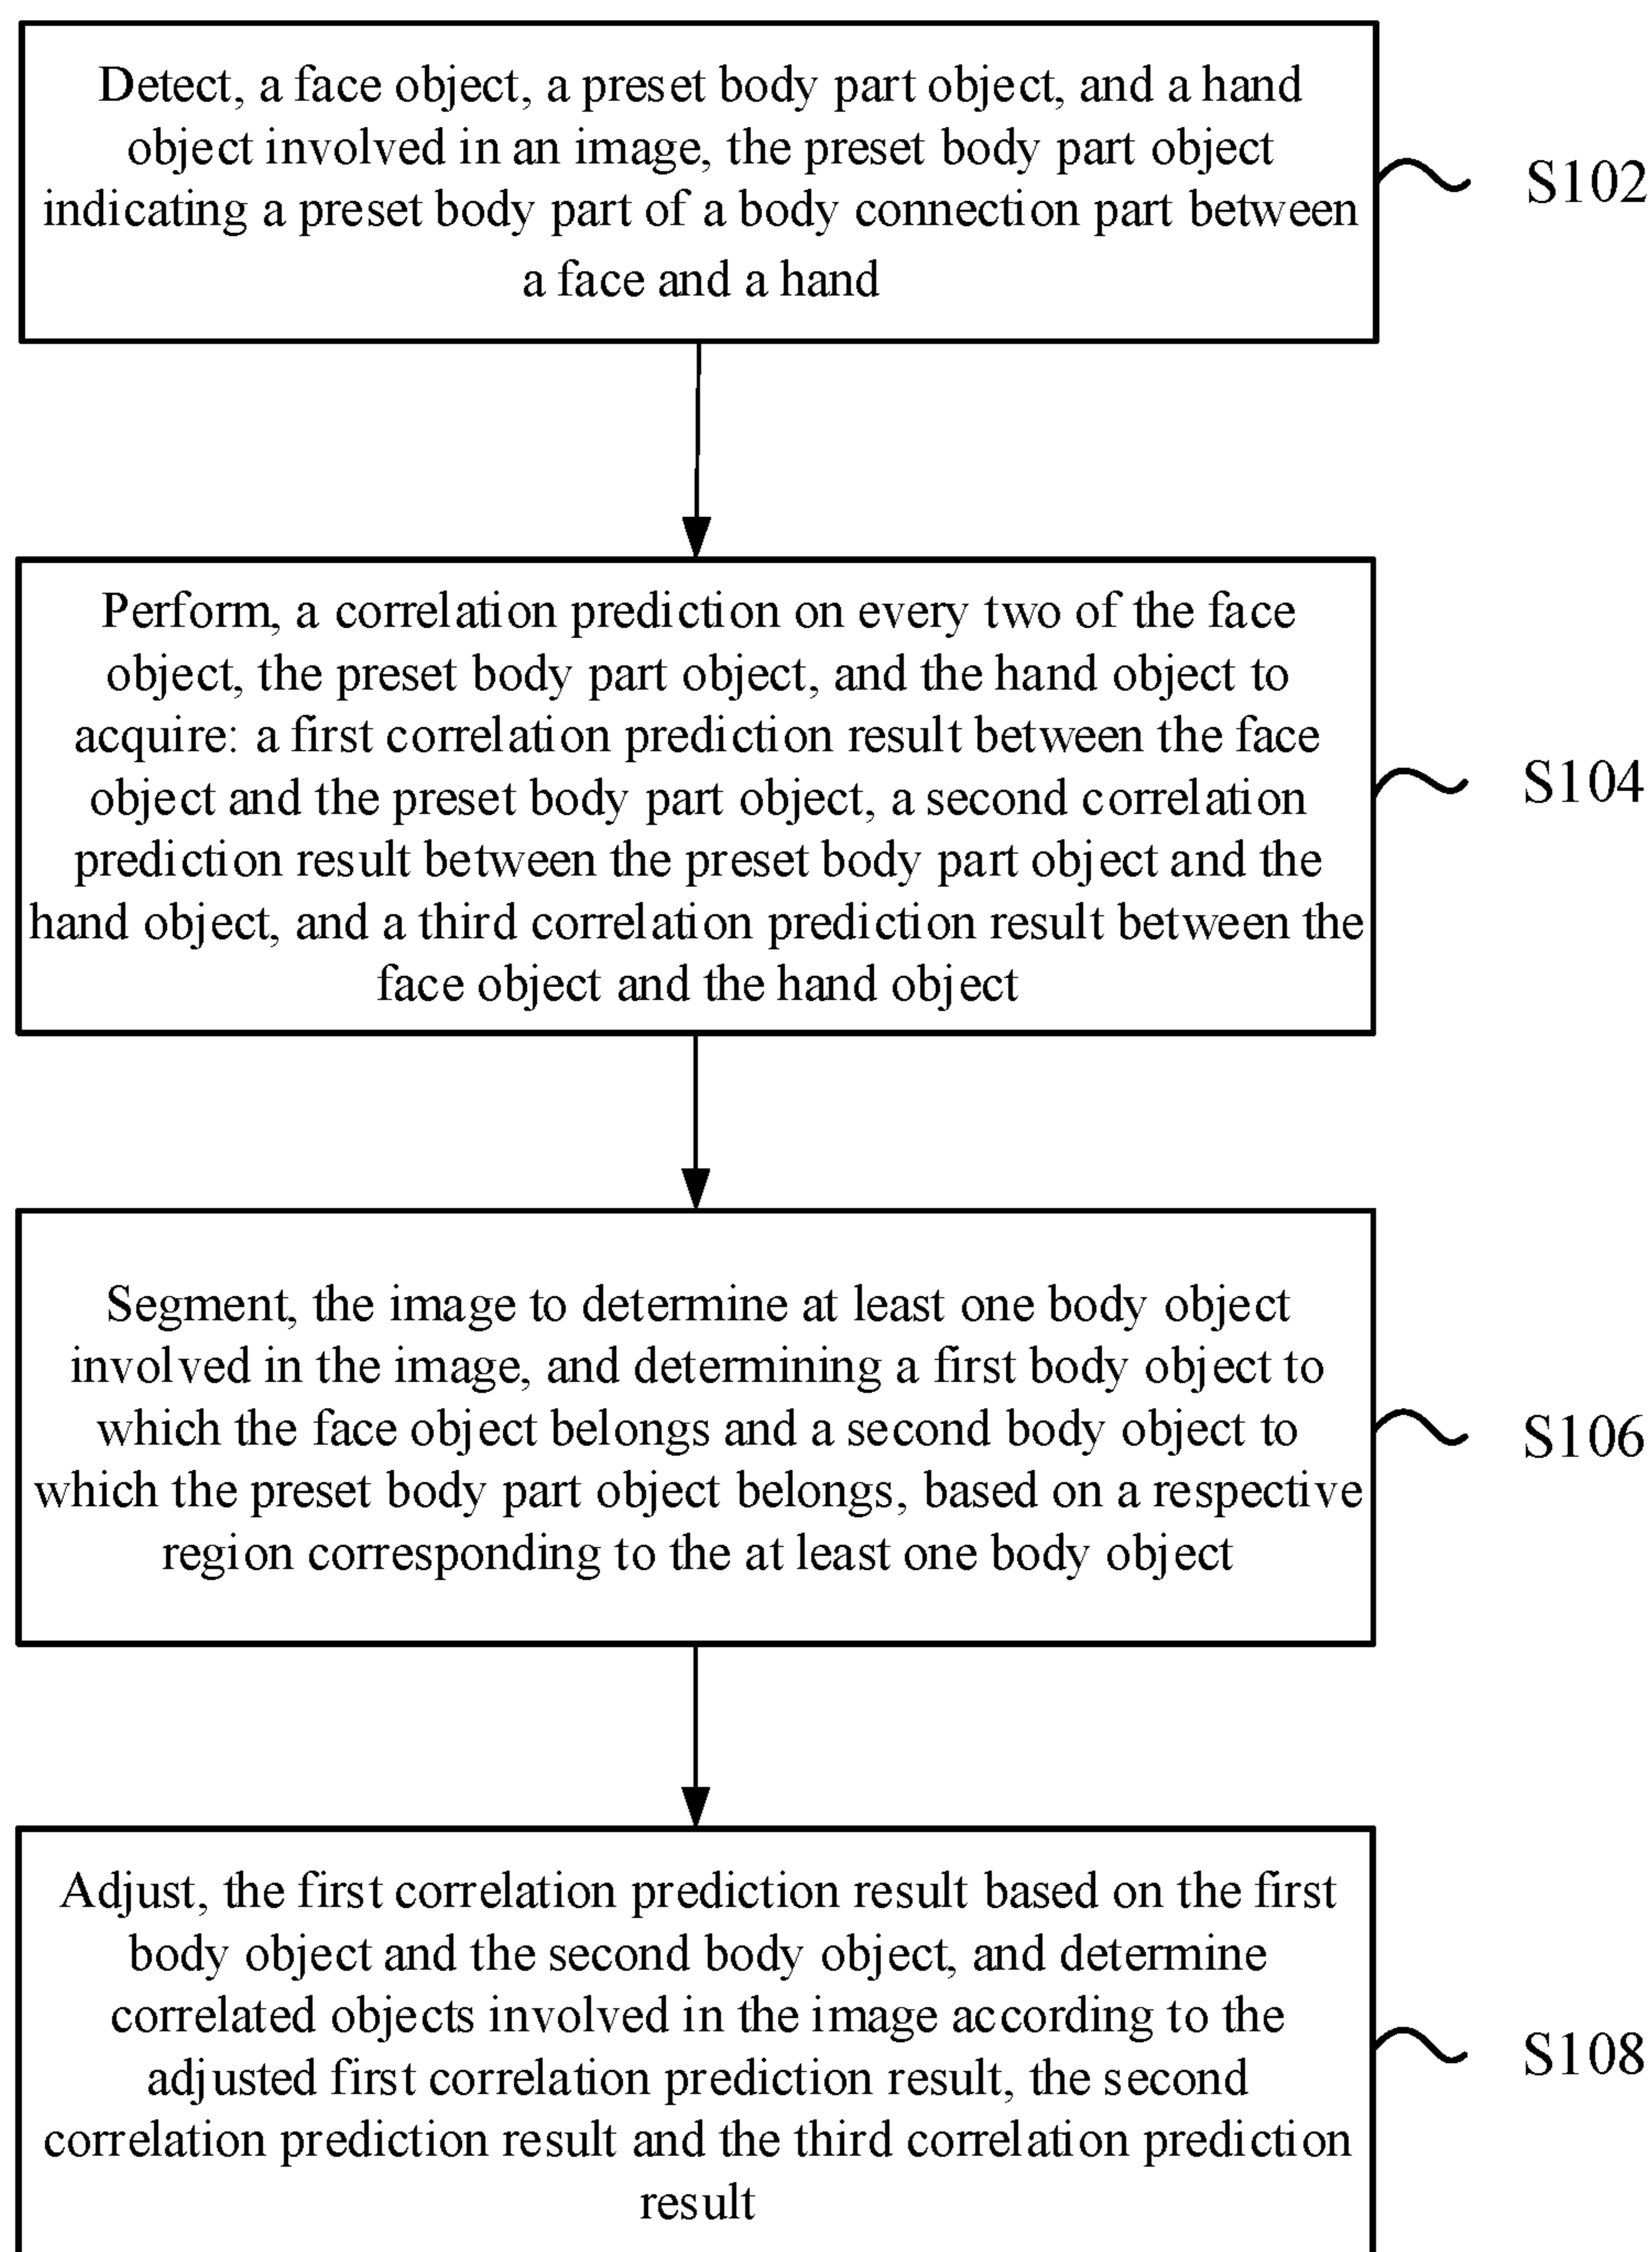 Detect, a face object, a preset body part object, and a hand
object involved in an image, the preset body part object
indicating a preset body part of a body connection part between
a face and a hand
S102
Perform, a correlation prediction on every two of the face
object, the preset body part object, and the hand object to
acquire: a first correlation prediction result between the face
object and the preset body part object, a second correlation
prediction result between the preset body part object and the
hand object, and a third correlation prediction result between the
face object and the hand object
S104
Segment, the image to determine at least one body object
involved in the image, and determining a first body object to
which the face object belongs and a second body object to
which the preset body part object belongs, based on a respective
region corresponding to the at least one body object
S106
Adjust, the first correlation prediction result based on the first
body object and the second body object, and determine
correlated objects involved in the image according to the
adjusted first correlation prediction result, the second
correlation prediction result and the third correlation prediction
result
S108